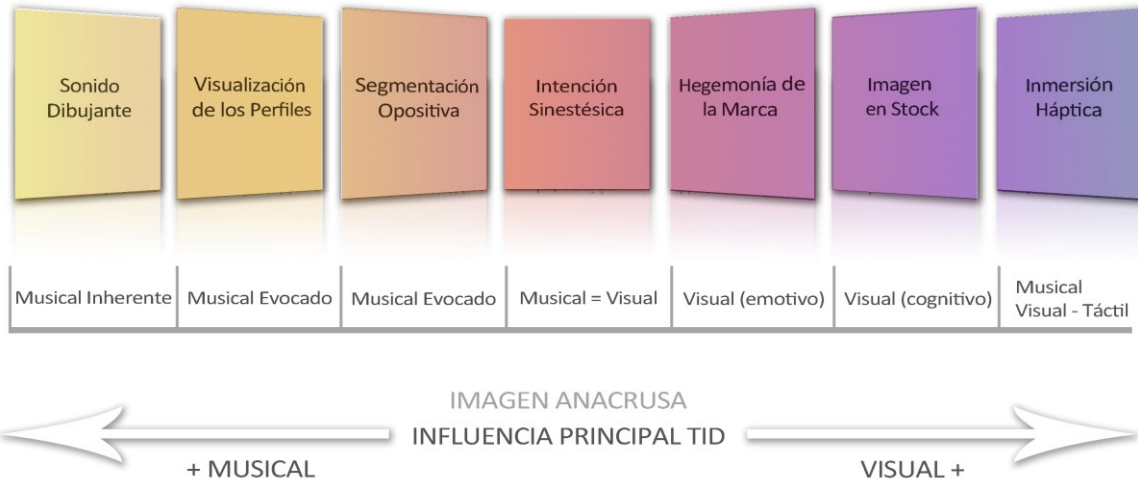 Sonido
Dibujante
Visualización
de los Perfiles
Segmentación
Opositiva
Intención
Sinestésica
Hegemonía de
la Marca
Imagen
en Stock
Inmersión
Háptica
Musical Inherente
Musical Evocado
Musical Evocado
Musical = Visual
Visual (emotivo)
Visual (cognitivo)
Musical
Visual - Táctil
IMAGEN ANACRUSA
INFLUENCIA PRINCIPAL TID
+ MUSICAL
VISUAL +